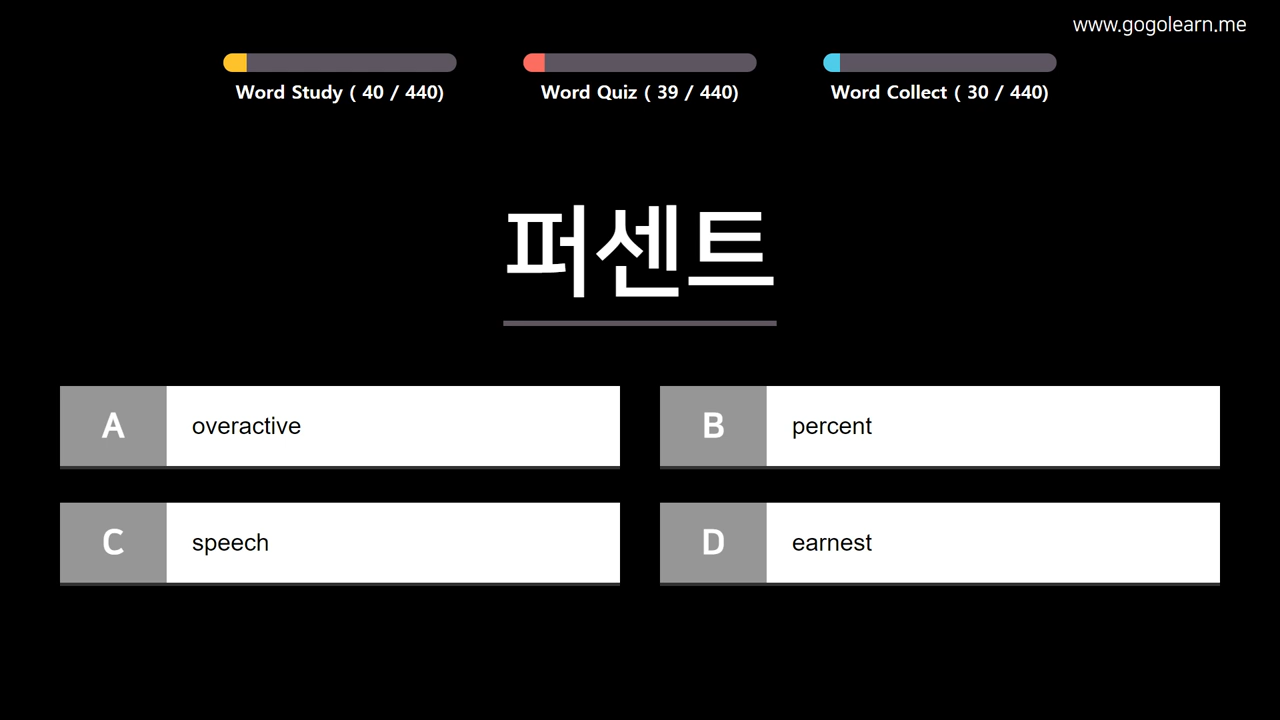 www.gogolearn.me
Word Study ( 40 / 440)
Word Quiz ( 39 / 440)
Word Collect ( 30 / 440)
퍼센트
A overactive
B percent
C speech
D earnest